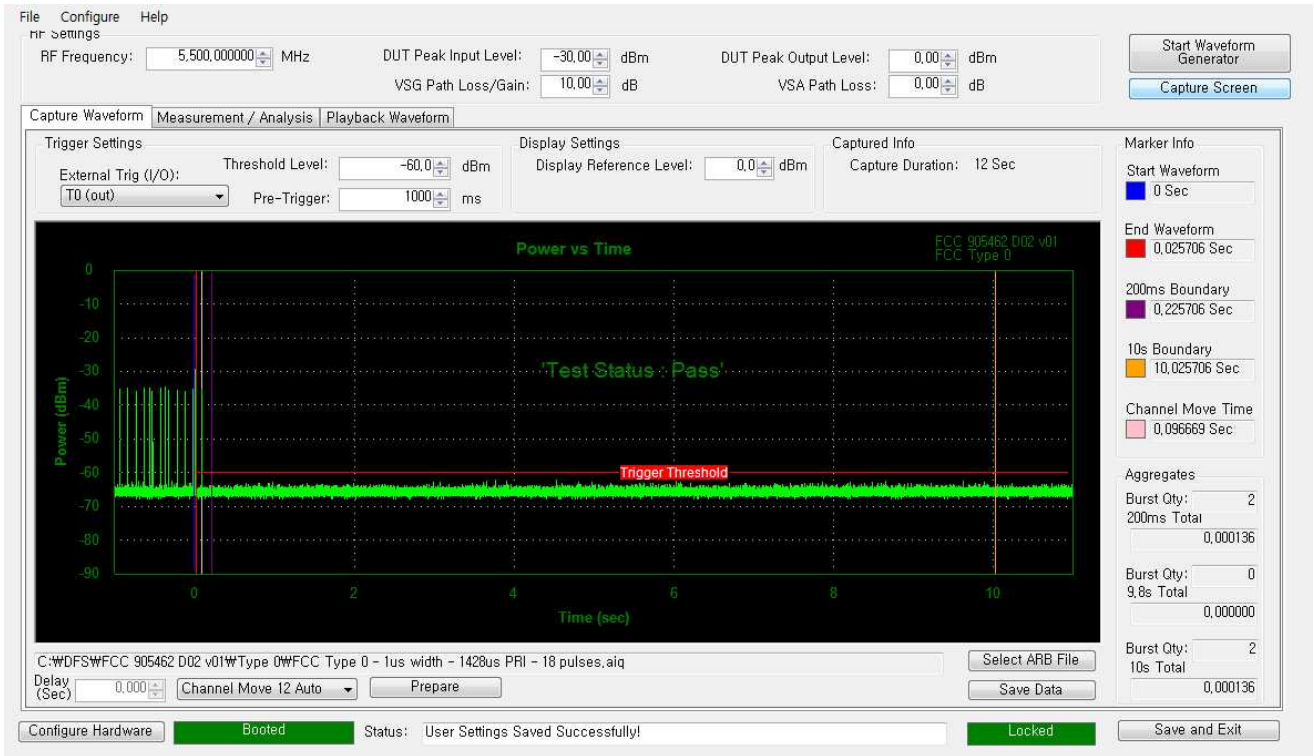 File Configure Help
RF Settings
RF Frequency: 5,500,000000 MHz DUT Peak Input Level: -30,00 dBm DUT Peak Output Level: 0,00 dBm
VSG Path Loss/Gain: 10,00 dB VSA Path Loss: 0,00 dB
Start Waveform
Generator
Capture Screen
Capture Waveform Measurement / Analysis Playback Waveform
Trigger Settings
External Trig (I/O):
T0 (out)
Threshold Level: -60,0 dBm
Pre-Trigger: 1000 ms
Display Settings
Display Reference Level: 0,0 dBm
Captured Info
Capture Duration: 12 Sec
Power vs Time
FCC 905462 D02 v01
FCC Type 0
'Test Status : Pass'
Trigger Threshold
Power (dBm)
0
-10
-20
-30
-40
-50
-60
-70
-80
-90
0 2 4 6 8 10
Time (sec)
Marker Info
Start Waveform
0 Sec
End Waveform
0,025706 Sec
200ms Boundary
0,225706 Sec
10s Boundary
10,025706 Sec
Channel Move Time
0,096669 Sec
Aggregates
Burst Qty: 2
200ms Total
0,000136
Burst Qty: 0
9,8s Total
0,000000
Burst Qty: 2
10s Total
0,000136
C:₩DFS₩FCC 905462 D02 v01₩Type 0₩FCC Type 0 - 1us width - 1428us PRI - 18 pulses,aiq
Select ARB File
Delay
(Sec) 0,000 Channel Move 12 Auto Prepare
Save Data
Configure Hardware Booted Status: User Settings Saved Successfully! Locked Save and Exit